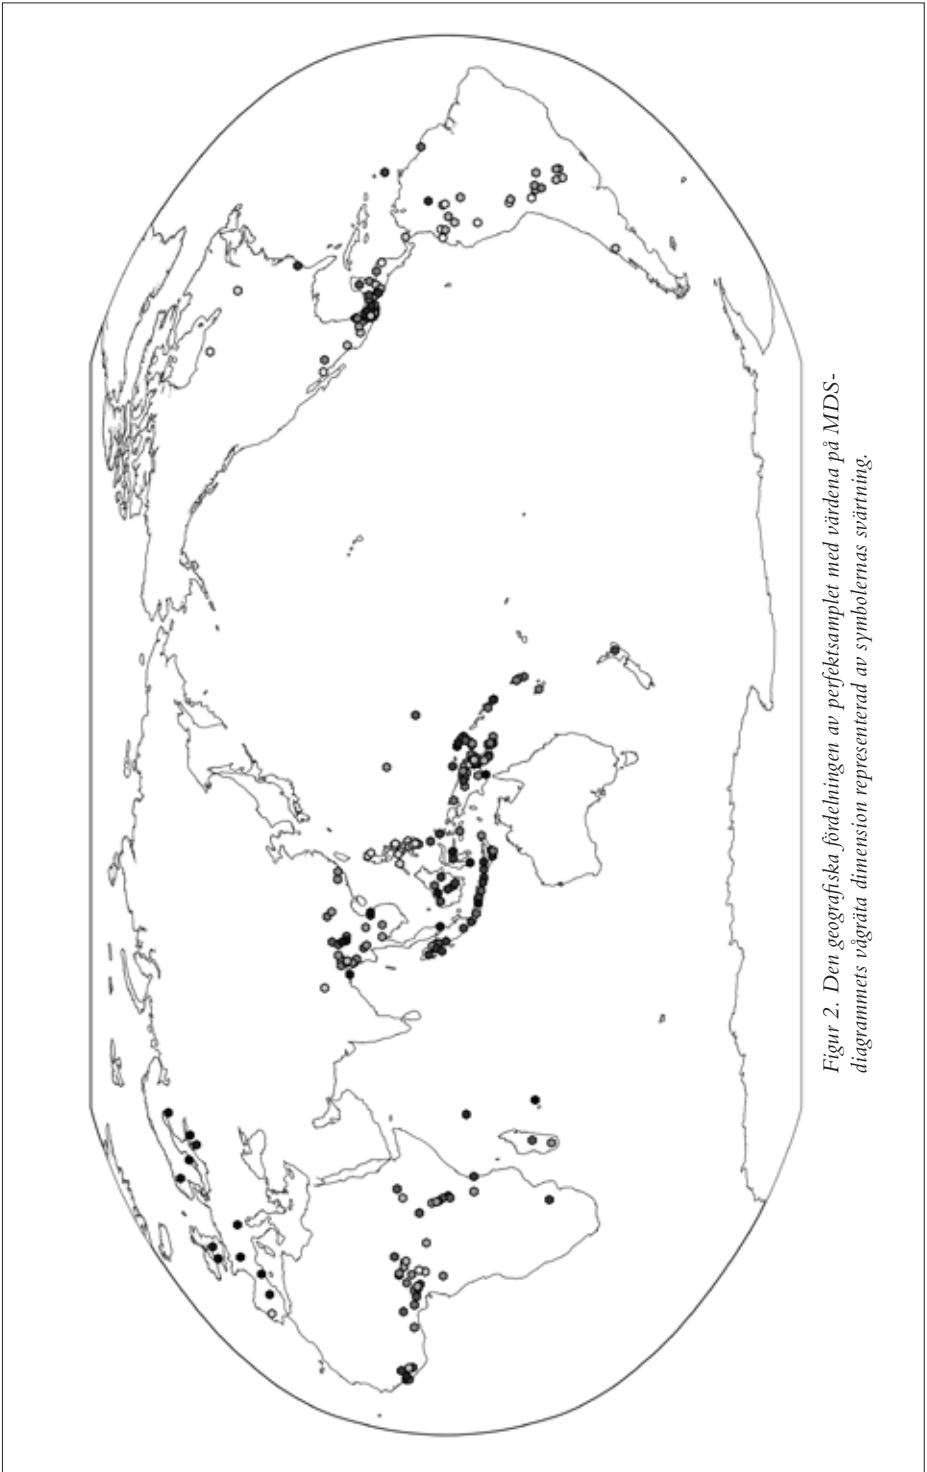 Figur 2. Den geografiska fördelningen av perfektsamplet med värdena på MDS-
diagrammets vågräta dimension representerad av symbolernas svärtning.